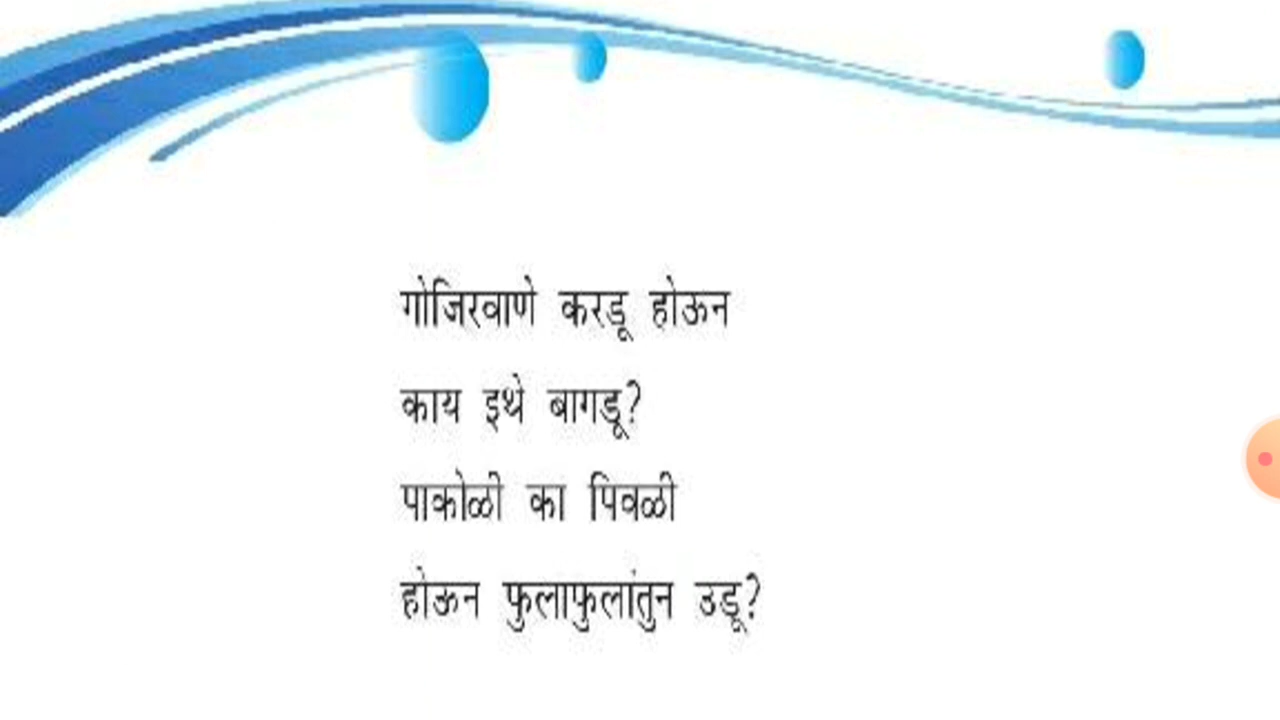 गोजिरवाणे करडू होऊन
काय इथे बागडू?
पाकोळी का पिवळी
होऊन फुलाफुलांतुन उडू?